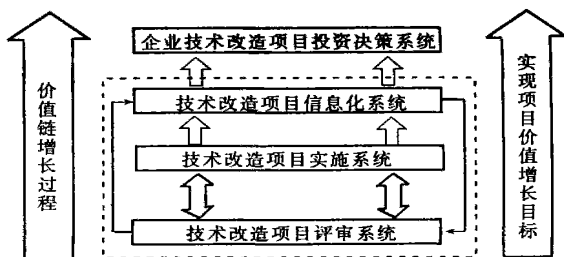 企业技术改造项目投资决策系统
技术改造项目信息化系统
技术改造项目实施系统
技术改造项目评审系统
价值链增长过程
实现项目价值增长目标